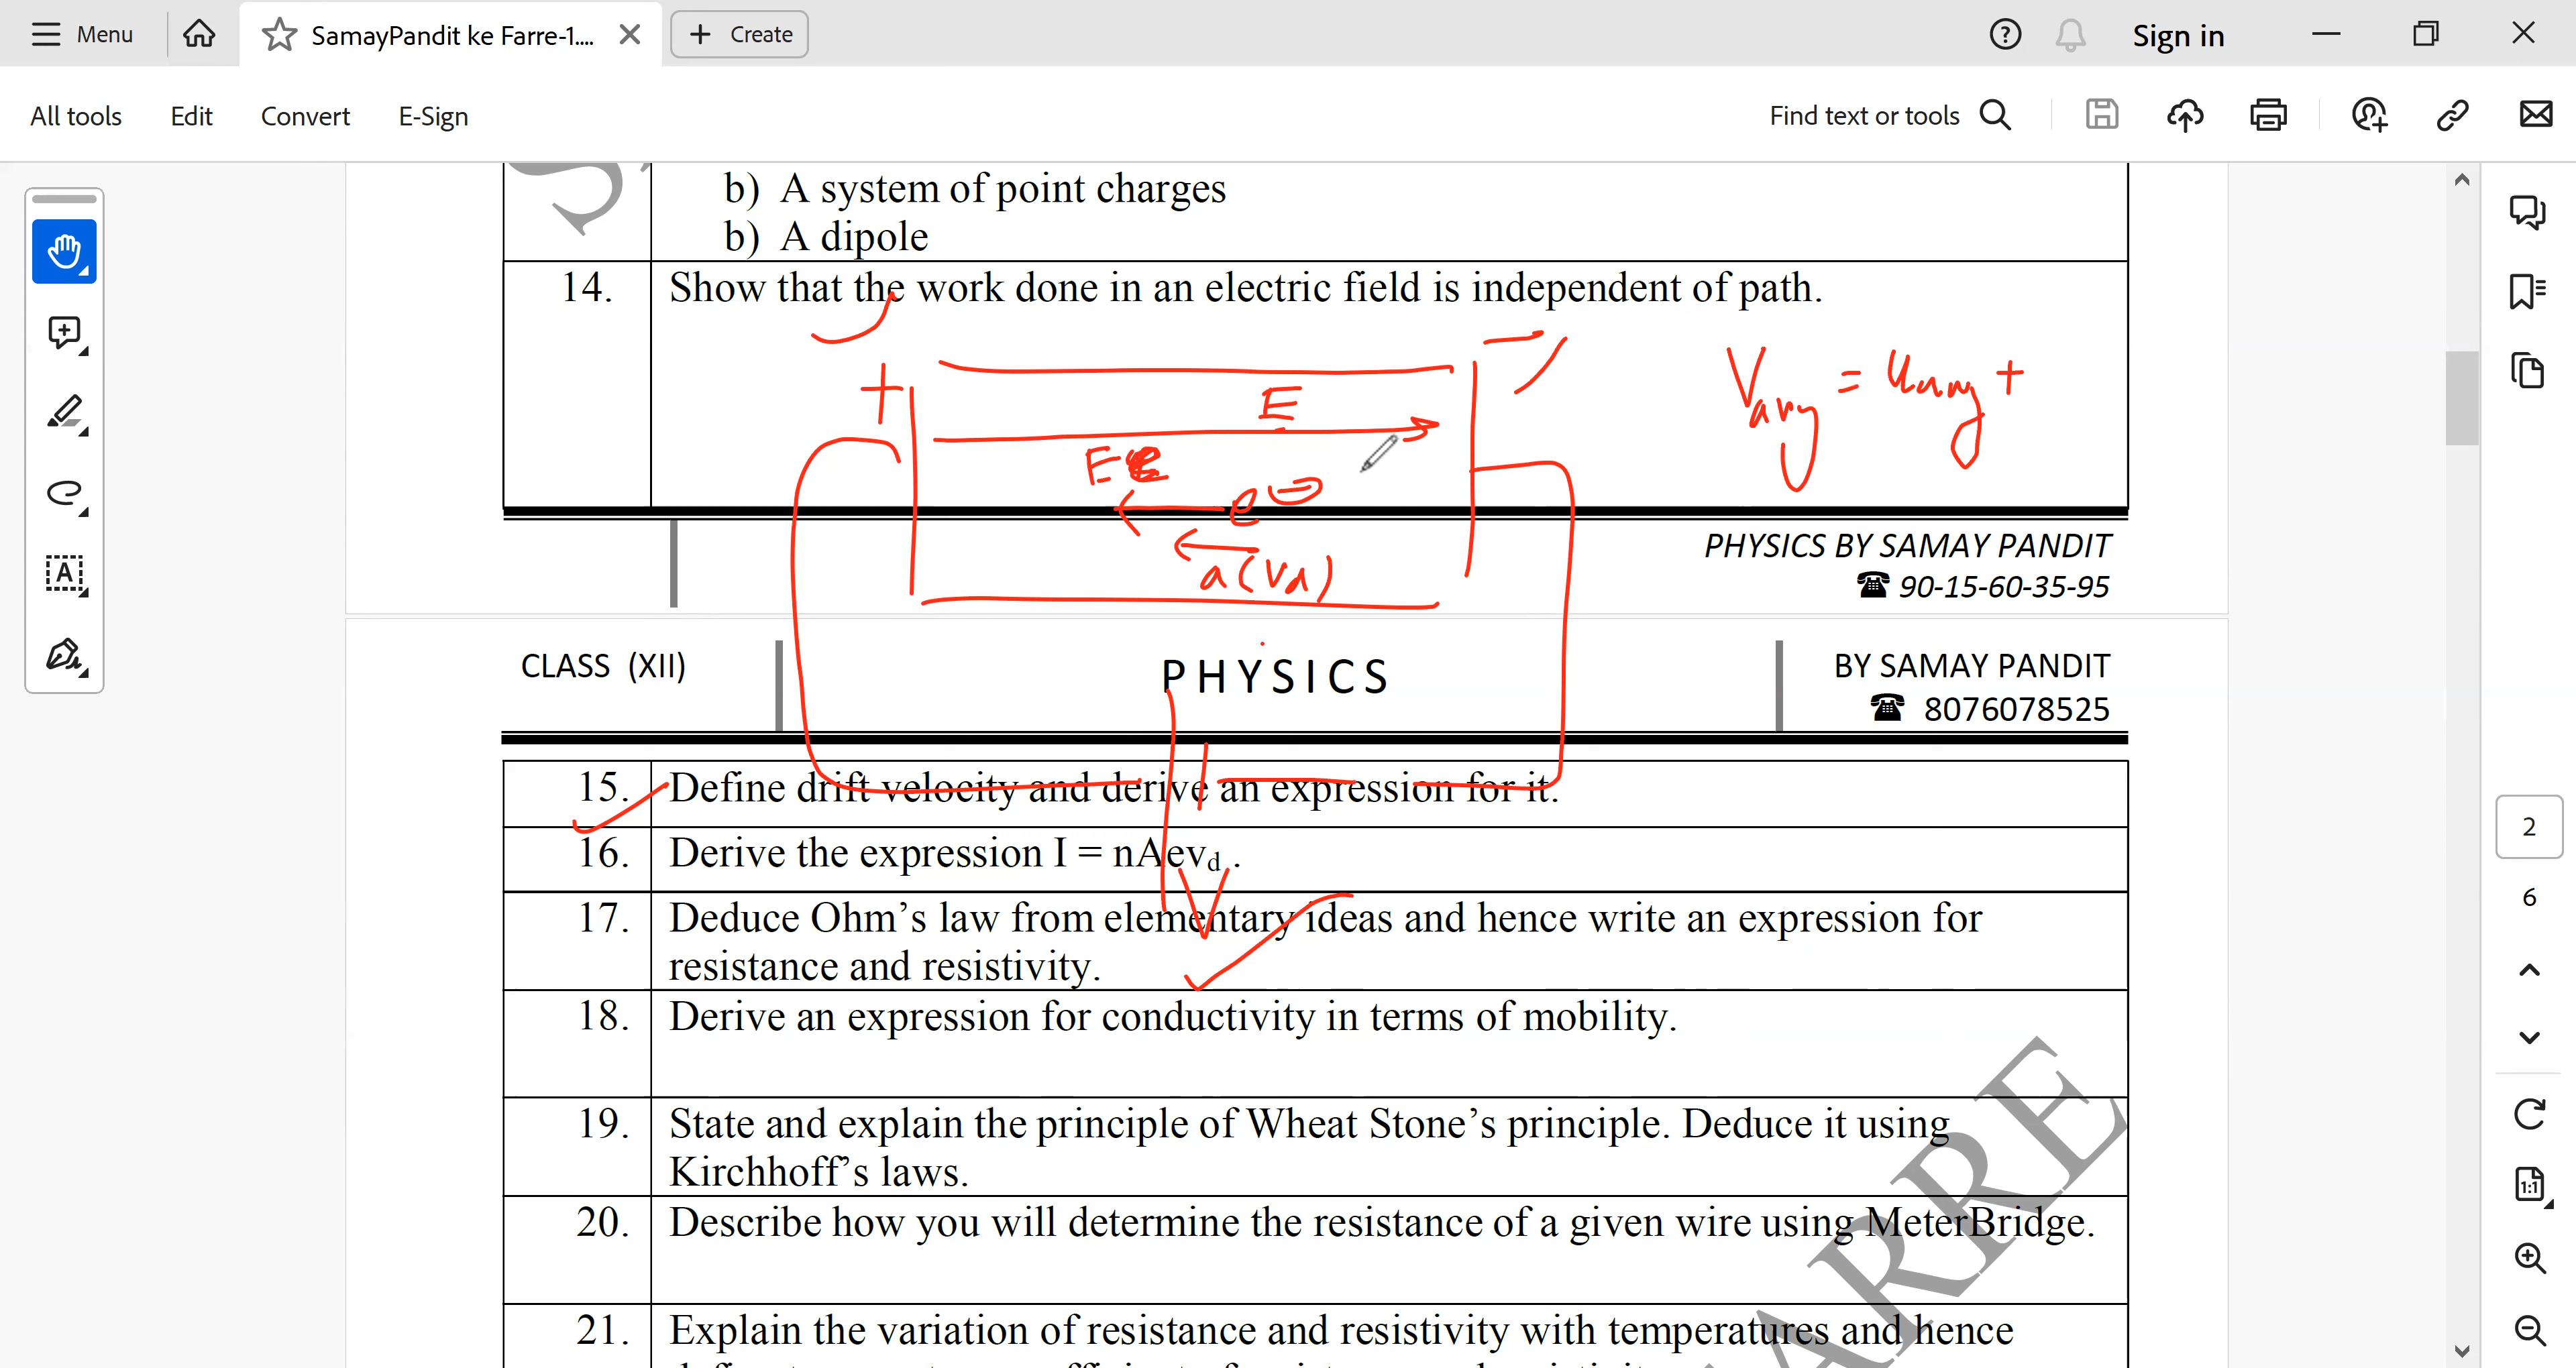 Menu
SamayPandit ke Farre-1....
Create
Sign in
All tools Edit Convert E-Sign
Find text or tools
b) A system of point charges
b) A dipole
14. Show that the work done in an electric field is independent of path.
+
E
Vavg = uavg +
F
e
a (vd)
PHYSICS BY SAMAY PANDIT
90-15-60-35-95
CLASS (XII)
PHYSICS
BY SAMAY PANDIT
8076078525
15. Define drift velocity and derive an expression for it.
16. Derive the expression I = nAevd .
17. Deduce Ohm’s law from elementary ideas and hence write an expression for
resistance and resistivity.
18. Derive an expression for conductivity in terms of mobility.
19. State and explain the principle of Wheat Stone’s principle. Deduce it using
Kirchhoff’s laws.
20. Describe how you will determine the resistance of a given wire using MeterBridge.
21. Explain the variation of resistance and resistivity with temperatures and hence
ARRE
2
6
1:1